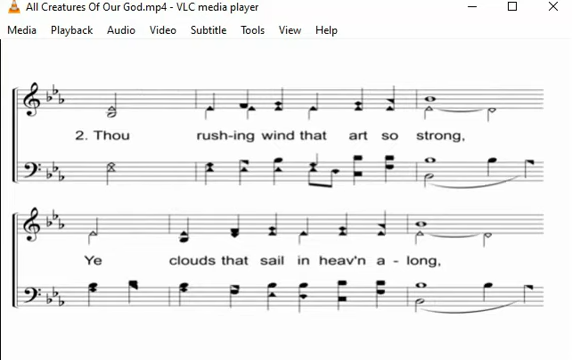 All Creatures Of Our God.mp4 - VLC media player
Media Playback Audio Video Subtitle Tools View Help
2. Thou rush-ing wind that art so strong,
Ye clouds that sail in heav'n a - long,